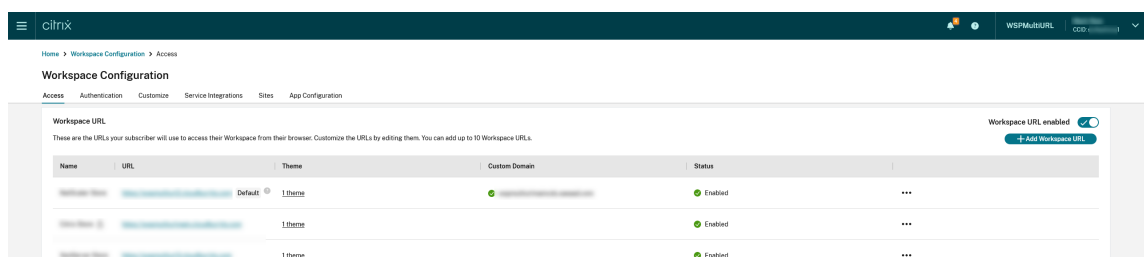 citrix
WSPMultiURL
CCID:
Home > Workspace Configuration > Access
Workspace Configuration
Access Authentication Customize Service Integrations Sites App Configuration
Workspace URL
Workspace URL enabled
These are the URLs your subscriber will use to access their Workspace from their browser. Customize the URLs by editing them. You can add up to 10 Workspace URLs.
+ Add Workspace URL
Name URL Theme Custom Domain Status
Default 1 theme Enabled
1 theme Enabled
1 theme Enabled